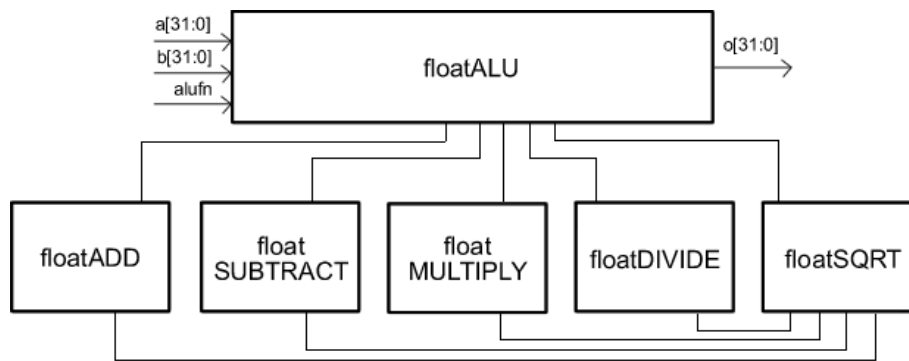 a[31:0]
b[31:0]
alufn
floatALU
o[31:0]
floatADD
float
SUBTRACT
float
MULTIPLY
floatDIVIDE
floatSQRT